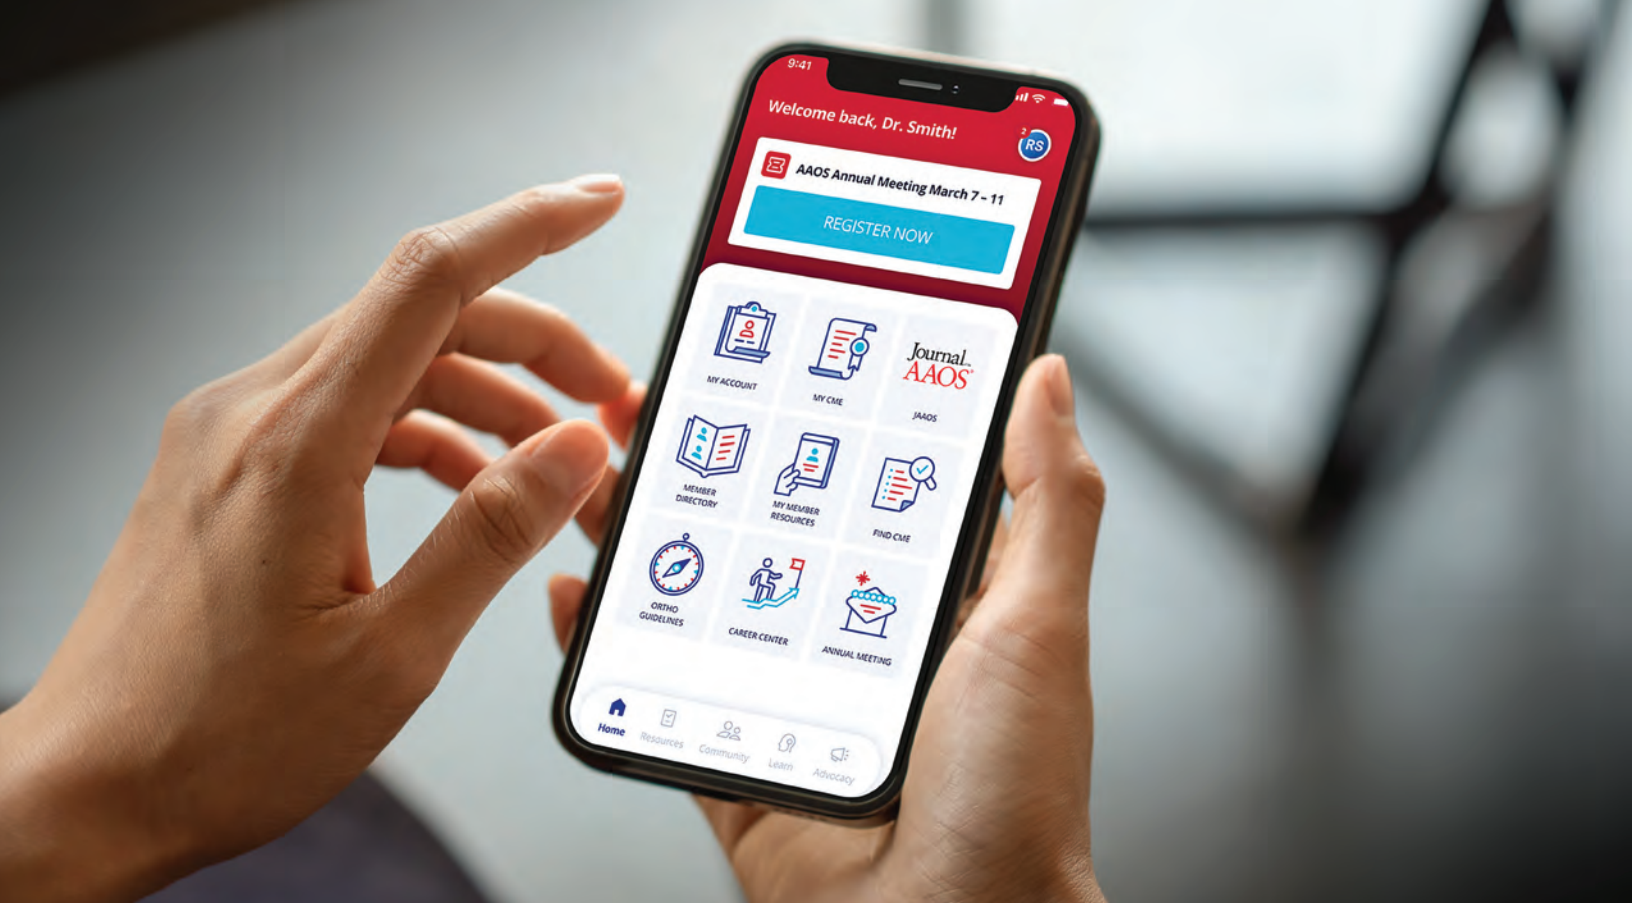 9:41
Welcome back, Dr. Smith!
2
RS
AAOS Annual Meeting March 7 – 11
REGISTER NOW
MY ACCOUNT
MY CME
Journal™
AAOS®
JAAOS
MEMBER
DIRECTORY
MY MEMBER
RESOURCES
FIND CME
ORTHO
GUIDELINES
CAREER CENTER
ANNUAL MEETING
Home
Resources
Community
Learn
Advocacy